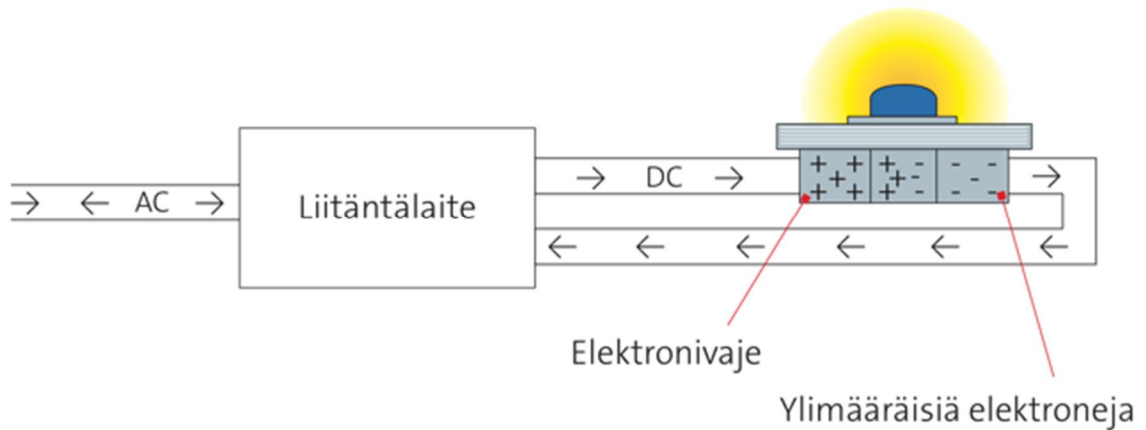 AC
Liitäntälaite
DC
Elektronivaje
Ylimääräisiä elektroneja